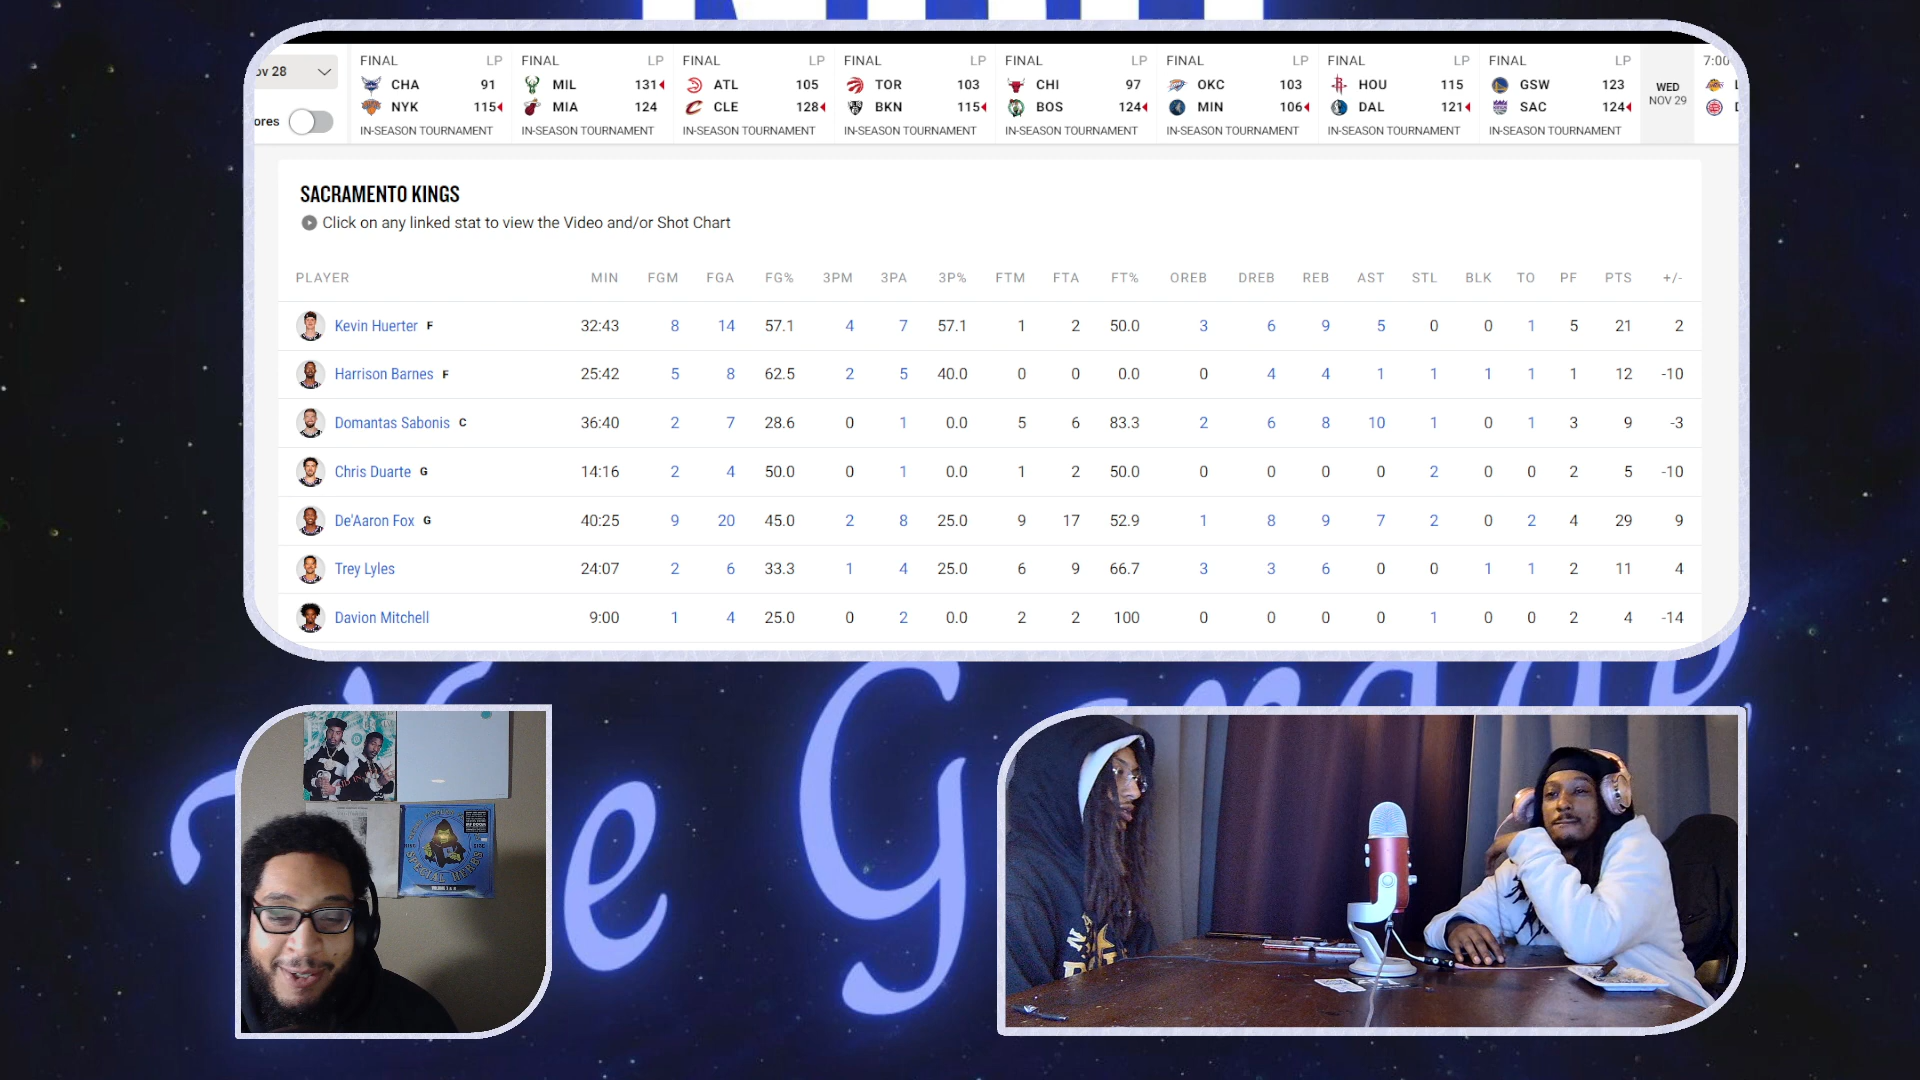 ov 28
ores
FINAL LP
CHA 91
NYK 115
IN-SEASON TOURNAMENT
FINAL LP
MIL 131
MIA 124
IN-SEASON TOURNAMENT
FINAL LP
ATL 105
CLE 128
IN-SEASON TOURNAMENT
FINAL LP
TOR 103
BKN 115
IN-SEASON TOURNAMENT
FINAL LP
CHI 97
BOS 124
IN-SEASON TOURNAMENT
FINAL LP
OKC 103
MIN 106
IN-SEASON TOURNAMENT
FINAL LP
HOU 115
DAL 121
IN-SEASON TOURNAMENT
FINAL LP
GSW 123
SAC 124
IN-SEASON TOURNAMENT
WED
NOV 29
7:00
SACRAMENTO KINGS
Click on any linked stat to view the Video and/or Shot Chart
PLAYER MIN FGM FGA FG% 3PM 3PA 3P% FTM FTA FT% OREB DREB REB AST STL BLK TO PF PTS +/-
Kevin Huerter F 32:43 8 14 57.1 4 7 57.1 1 2 50.0 3 6 9 5 0 0 1 5 21 2
Harrison Barnes F 25:42 5 8 62.5 2 5 40.0 0 0 0.0 0 4 4 1 1 1 1 1 12 -10
Domantas Sabonis C 36:40 2 7 28.6 0 1 0.0 5 6 83.3 2 6 8 10 1 0 1 3 9 -3
Chris Duarte G 14:16 2 4 50.0 0 1 0.0 1 2 50.0 0 0 0 0 2 0 0 2 5 -10
De'Aaron Fox G 40:25 9 20 45.0 2 8 25.0 9 17 52.9 1 8 9 7 2 0 2 4 29 9
Trey Lyles 24:07 2 6 33.3 1 4 25.0 6 9 66.7 3 3 6 0 0 1 1 2 11 4
Davion Mitchell 9:00 1 4 25.0 0 2 0.0 2 2 100 0 0 0 0 1 0 0 2 4 -14
SPECIAL HERBS